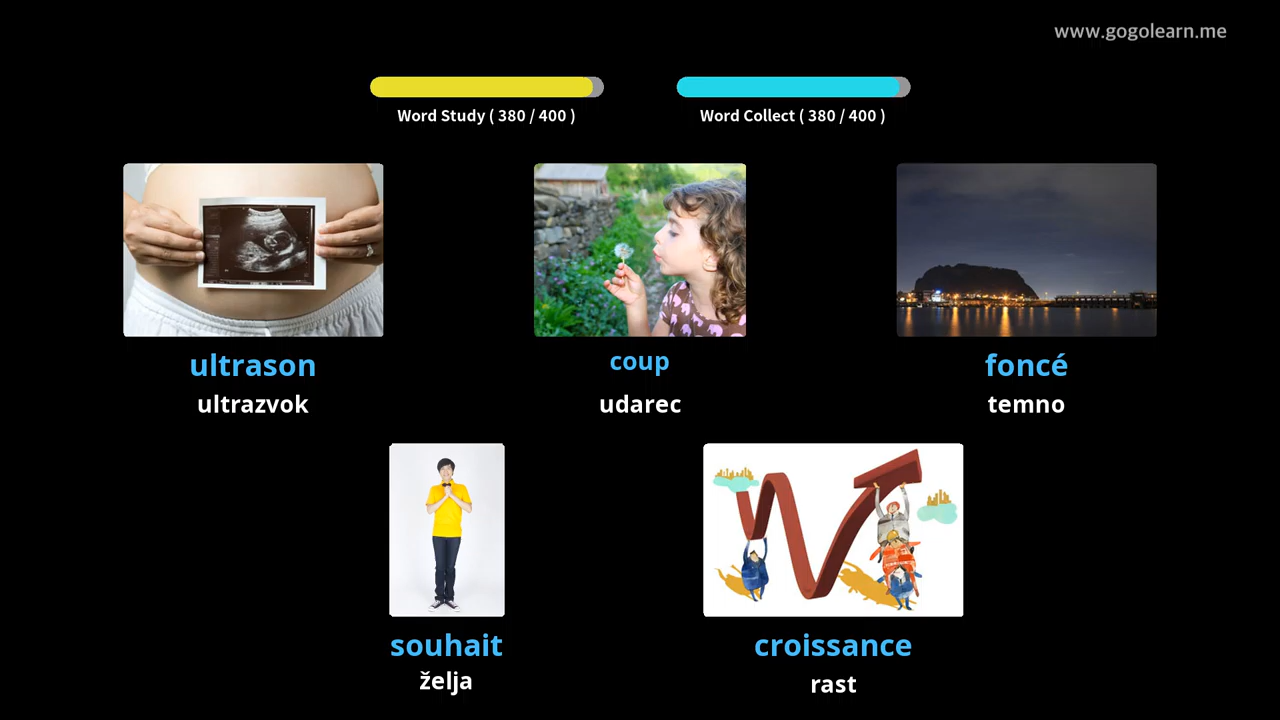 www.gogolearn.me
Word Study ( 380 / 400 )
Word Collect ( 380 / 400 )
ultrason
ultrazvok
coup
udarec
foncé
temno
souhait
želja
croissance
rast